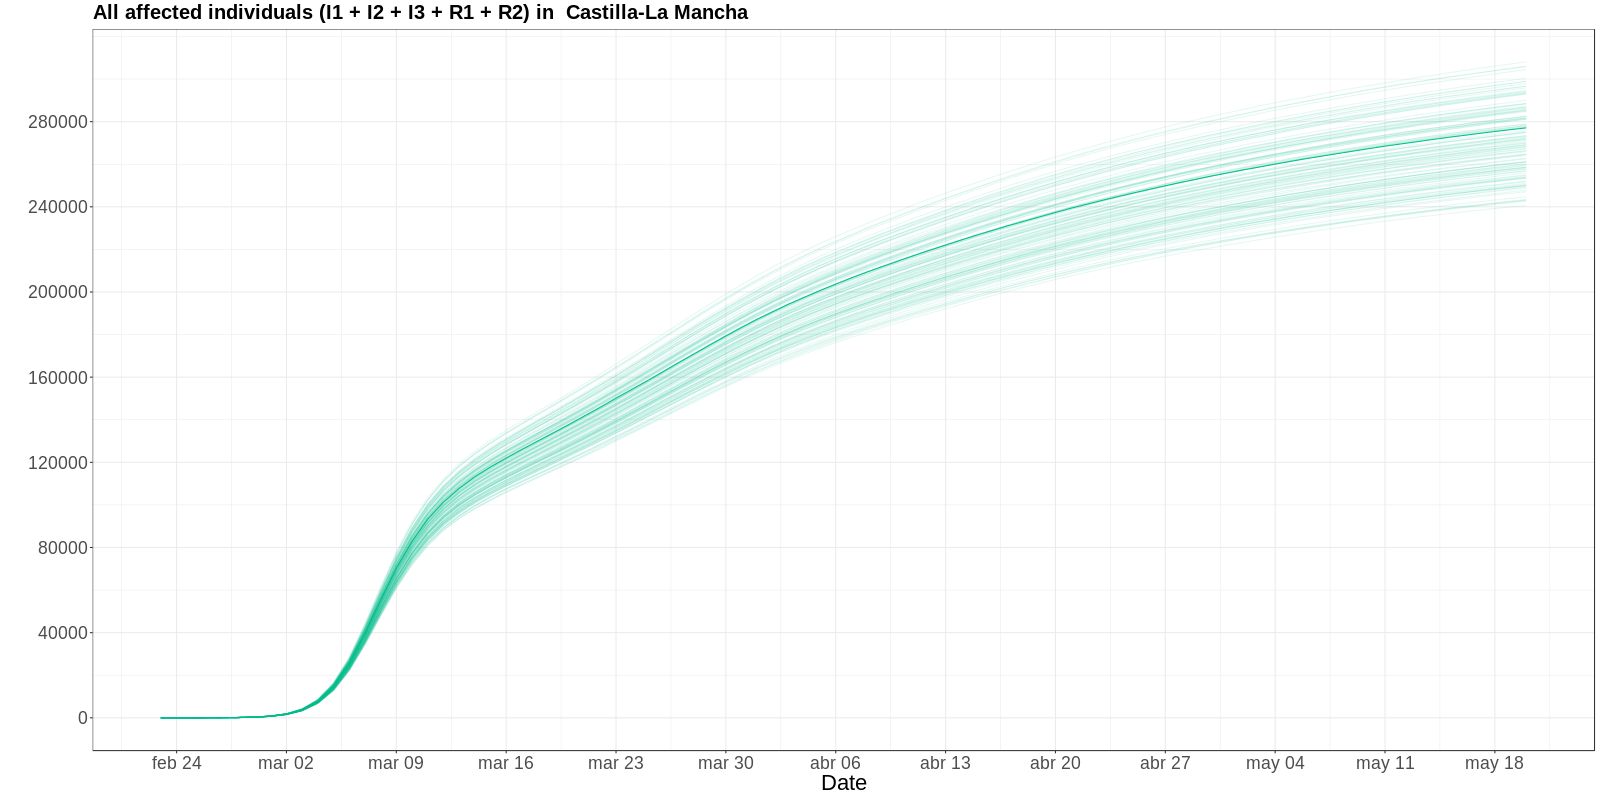 All affected individuals (I1 + I2 + I3 + R1 + R2) in  Castilla-La Mancha
280000
240000
200000
160000
120000
80000
40000
0
feb 24 mar 02 mar 09 mar 16 mar 23 mar 30 abr 06 abr 13 abr 20 abr 27 may 04 may 11 may 18
Date